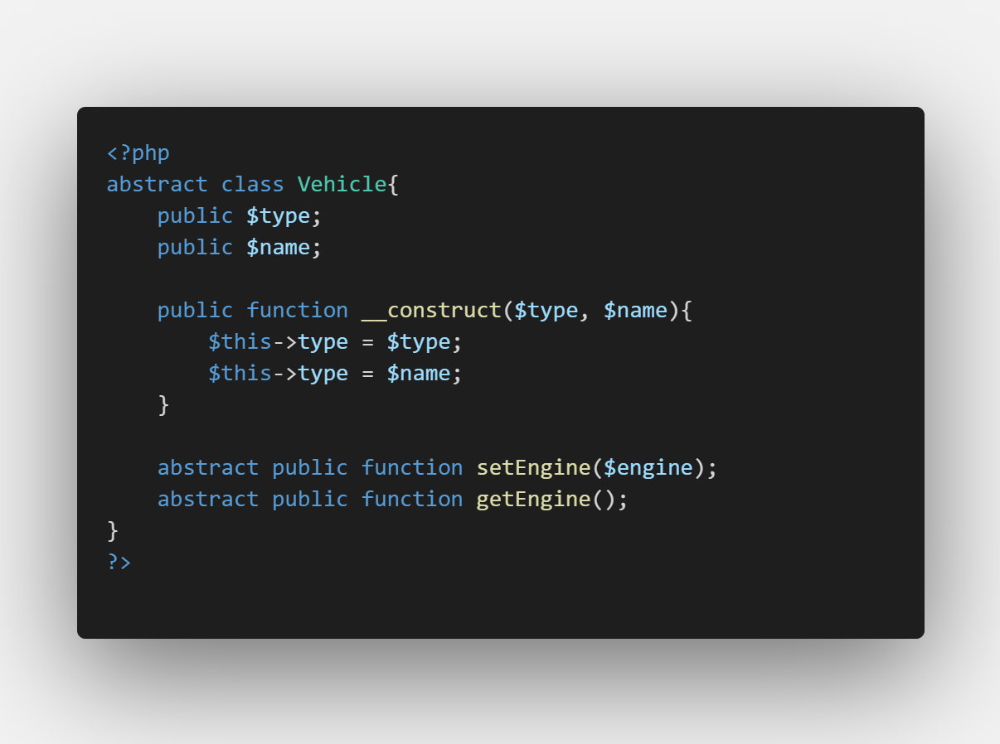 <?php
abstract class Vehicle{
    public $type;
    public $name;

    public function __construct($type, $name){
        $this->type = $type;
        $this->type = $name;
    }

    abstract public function setEngine($engine);
    abstract public function getEngine();
}
?>